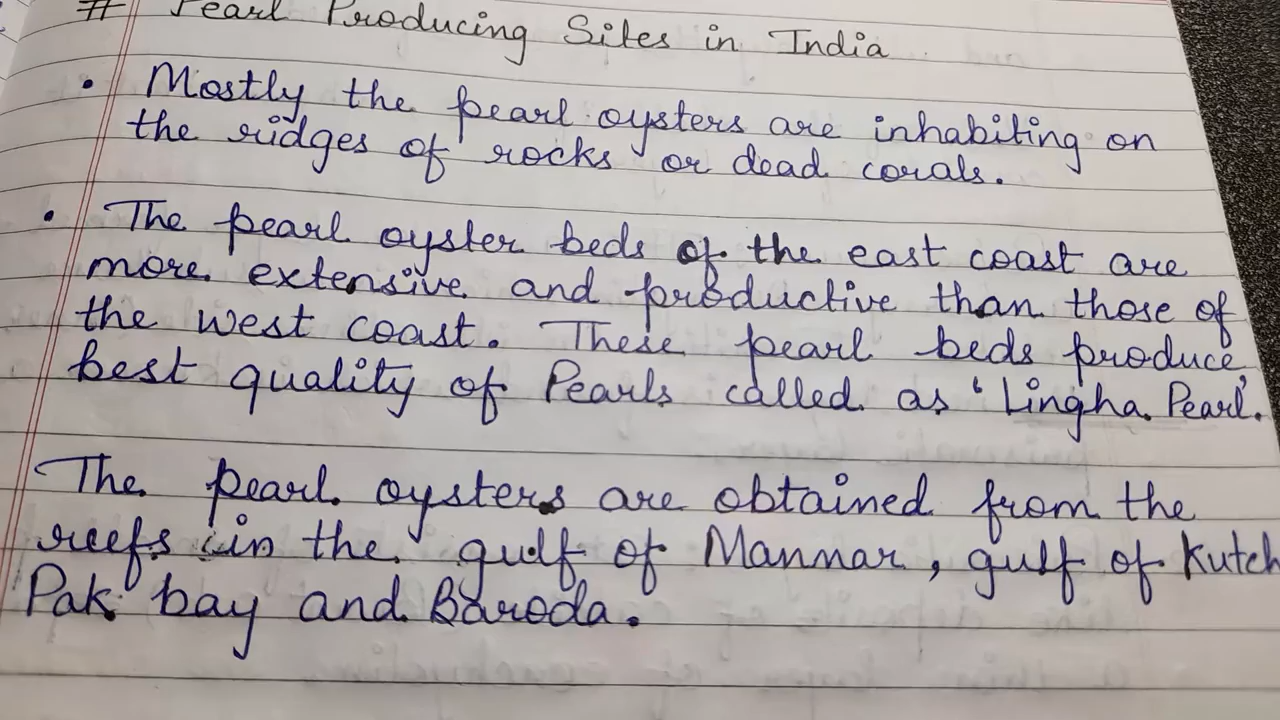 # Pearl Producing Sites in India
• Mostly the pearl oysters are inhabiting on
the ridges of rocks or dead corals.
• The pearl oyster beds of the east coast are
more extensive and productive than those of
the west coast. These pearl beds produce
best quality of Pearls called as 'Lingha Pearl'.
The pearl oysters are obtained from the
reefs in the gulf of Mannar, gulf of Kutch
Pak bay and Baroda.